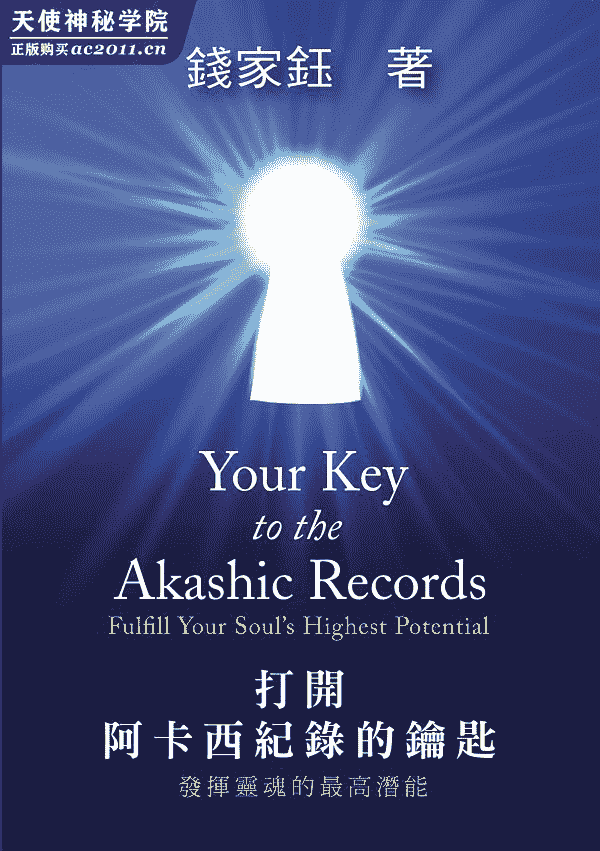 天使神秘学院
正版购买ac2011.cn
錢家鈺 著
Your Key
to the
Akashic Records
Fulfill Your Soul's Highest Potential
打開
阿卡西紀錄的鑰匙
發揮靈魂的最高潛能